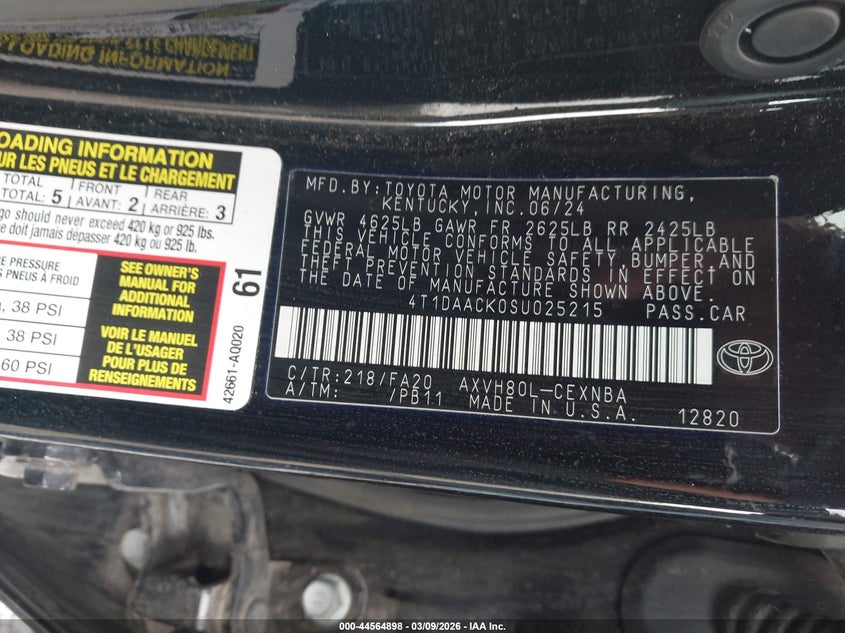 OADING INFORMATION
UR LES PNEUS ET LE CHARGEMENT
TOTAL FRONT REAR
TOTAL: 5 AVANT: 2 ARRIÈRE: 3
go should never exceed 420 kg or 925 lbs.
e doit jamais dépasser 420 kg ou 925 lb.
E PRESSURE
S PNEUS À FROID
38 PSI
38 PSI
60 PSI
SEE OWNER'S
MANUAL FOR
ADDITIONAL
INFORMATION
VOIR LE MANUEL
DE L'USAGER
POUR PLUS DE
RENSEIGNEMENTS
61
42661-A0020
MFD.BY:TOYOTA MOTOR MANUFACTURING,
KENTUCKY, INC.06/24
GVWR 4625LB GAWR FR 2625LB RR 2425LB
THIS VEHICLE CONFORMS TO ALL APPLICABLE
FEDERAL MOTOR VEHICLE SAFETY, BUMPER, AND
THEFT PREVENTION STANDARDS IN EFFECT ON
THE DATE OF MANUFACTURE SHOWN ABOVE.
4T1DAACK0SU025215 PASS.CAR
C/TR:218/FA20 AXVH80L-CEXNBA
A/TM: /PB11 MADE IN U.S.A. 12820
000-44564898 - 03/09/2026 - IAA Inc.